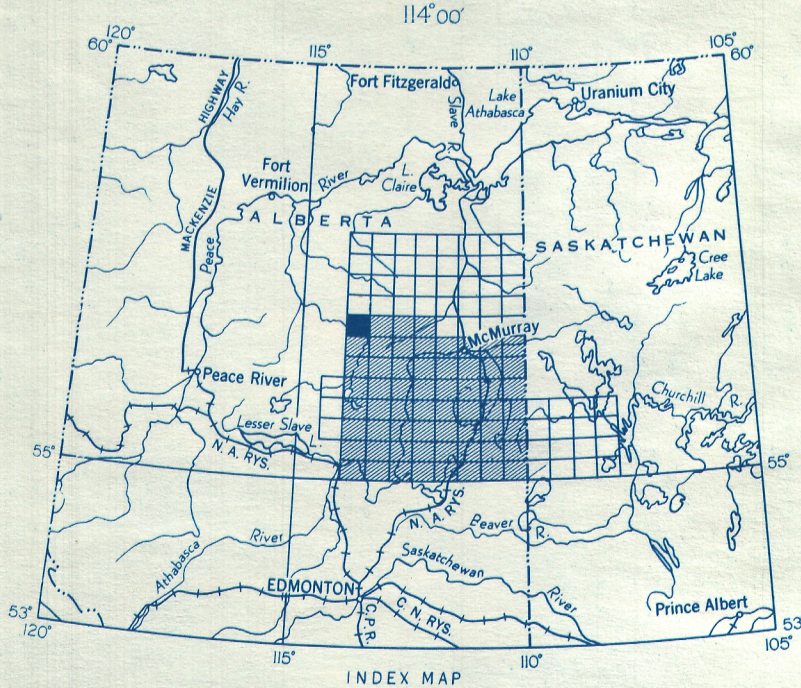 114°00'
120°
60°
115°
110°
105°
60°
HIGHWAY
Hay R.
Fort Fitzgerald
Slave R.
Lake
Athabasca
Uranium City
Fort
Vermilion
River
L.
Claire
MACKENZIE
Peace
ALBERTA
SASKATCHEWAN
Cree
Lake
McMurray
Peace River
Churchill R.
Lesser Slave
L.
N. A. RYS.
55°
55°
N. A. RYS.
Beaver R.
Athabasca
River
Saskatchewan
River
EDMONTON
C. N. RYS.
C.P.R.
Prince Albert
53°
120°
115°
110°
53
105°
INDEX MAP